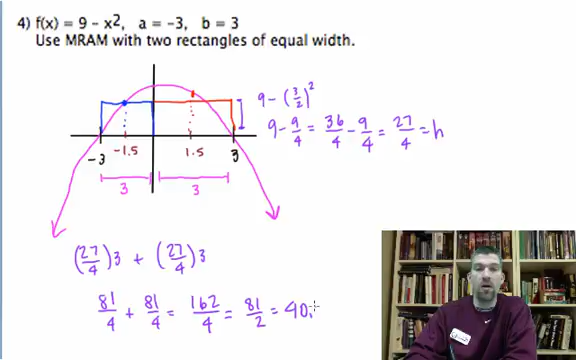 4) f(x) = 9 – x², a = –3, b = 3
Use MRAM with two rectangles of equal width.
9 - (3/2)²
9 - 9/4 = 36/4 - 9/4 = 27/4 = h
-3 -1.5 1.5 3
3 3
(27/4)3 + (27/4)3
81/4 + 81/4 = 162/4 = 81/2 = 40.